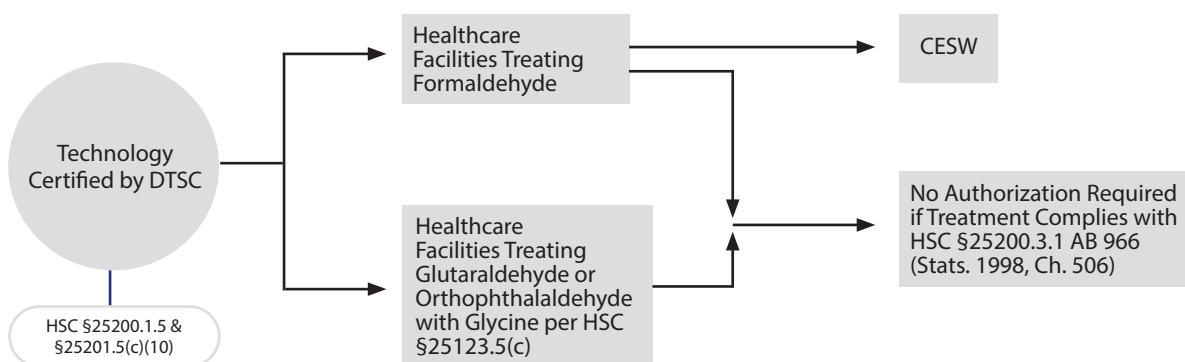 Technology
Certified by DTSC
HSC §25200.1.5 &
§25201.5(c)(10)
Healthcare
Facilities Treating
Formaldehyde
Healthcare
Facilities Treating
Glutaraldehyde or
Orthophthalaldehyde
with Glycine per HSC
§25123.5(c)
CESW
No Authorization Required
if Treatment Complies with
HSC §25200.3.1 AB 966
(Stats. 1998, Ch. 506)